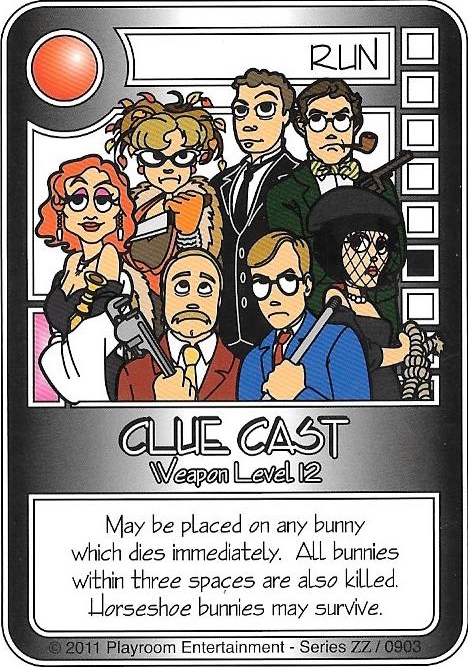 RUN
CLUE CAST
Weapon Level 12
May be placed on any bunny
which dies immediately. All bunnies
within three spaces are also killed.
Horseshoe bunnies may survive.
© 2011 Playroom Entertainment - Series ZZ / 0903